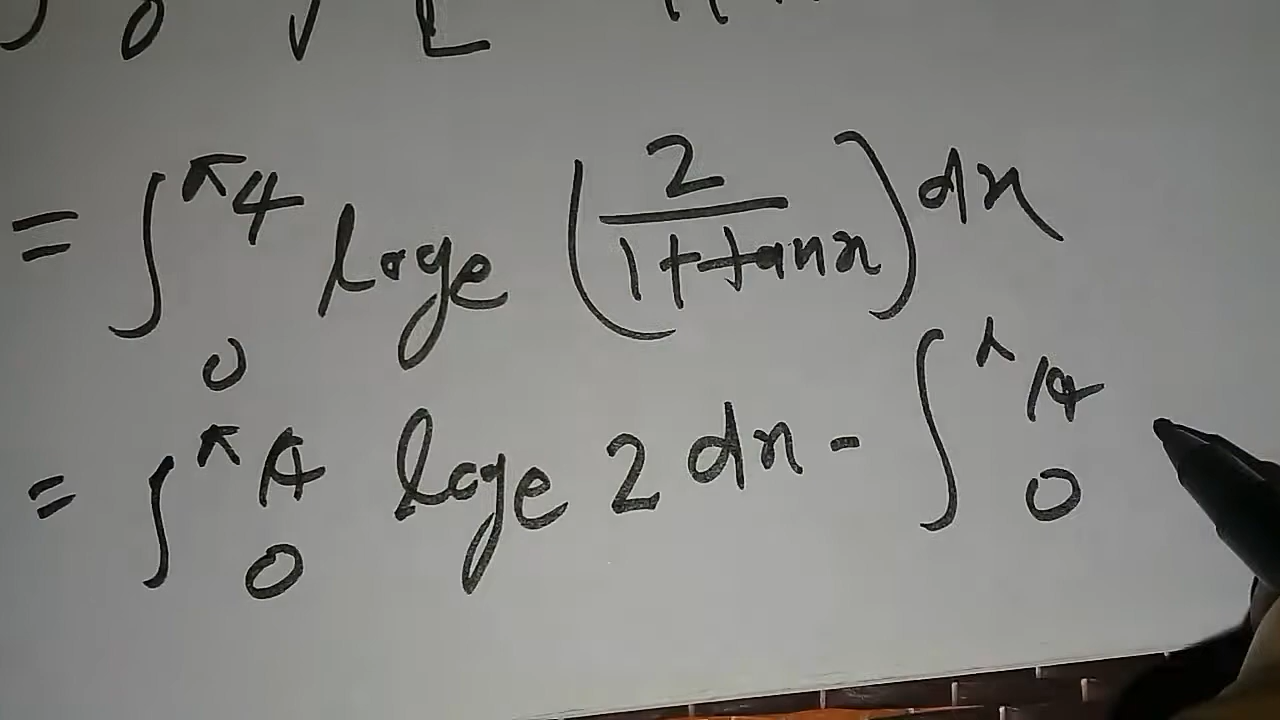 = ∫₀^π/4 loge (2/(1+tanx)) dx
= ∫₀^π/4 loge 2 dx - ∫₀^π/4